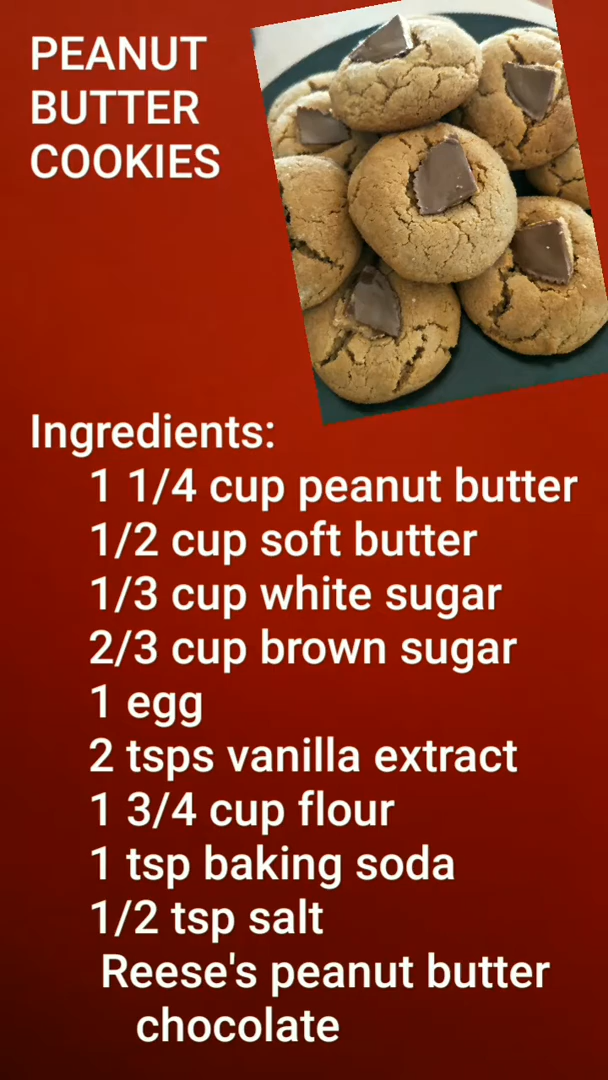 PEANUT
BUTTER
COOKIES
Ingredients:
1 1/4 cup peanut butter
1/2 cup soft butter
1/3 cup white sugar
2/3 cup brown sugar
1 egg
2 tsps vanilla extract
1 3/4 cup flour
1 tsp baking soda
1/2 tsp salt
Reese's peanut butter
chocolate